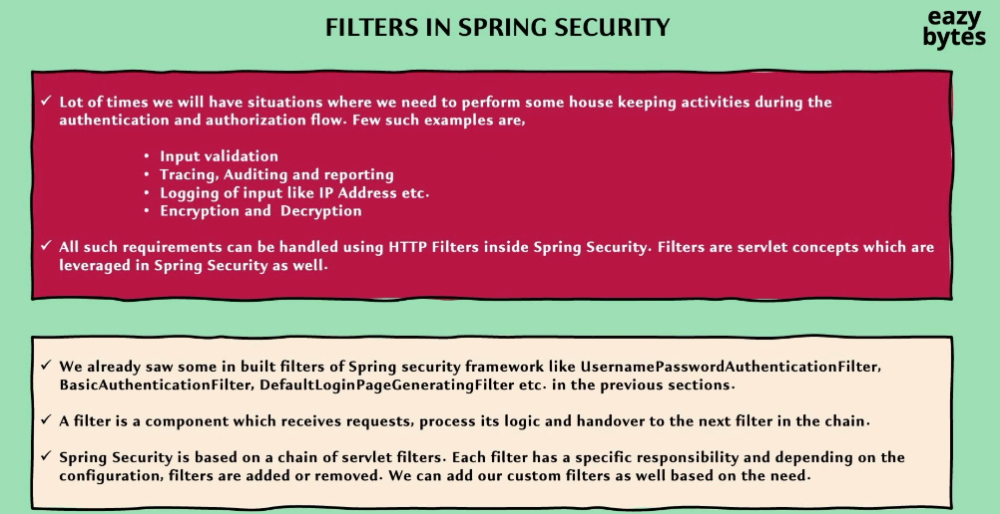 FILTERS IN SPRING SECURITY
eazy
bytes
✓ Lot of times we will have situations where we need to perform some house keeping activities during the
authentication and authorization flow. Few such examples are,
• Input validation
• Tracing, Auditing and reporting
• Logging of input like IP Address etc.
• Encryption and Decryption
✓ All such requirements can be handled using HTTP Filters inside Spring Security. Filters are servlet concepts which are
leveraged in Spring Security as well.
✓ We already saw some in built filters of Spring security framework like UsernamePasswordAuthenticationFilter,
BasicAuthenticationFilter, DefaultLoginPageGeneratingFilter etc. in the previous sections.
✓ A filter is a component which receives requests, process its logic and handover to the next filter in the chain.
✓ Spring Security is based on a chain of servlet filters. Each filter has a specific responsibility and depending on the
configuration, filters are added or removed. We can add our custom filters as well based on the need.